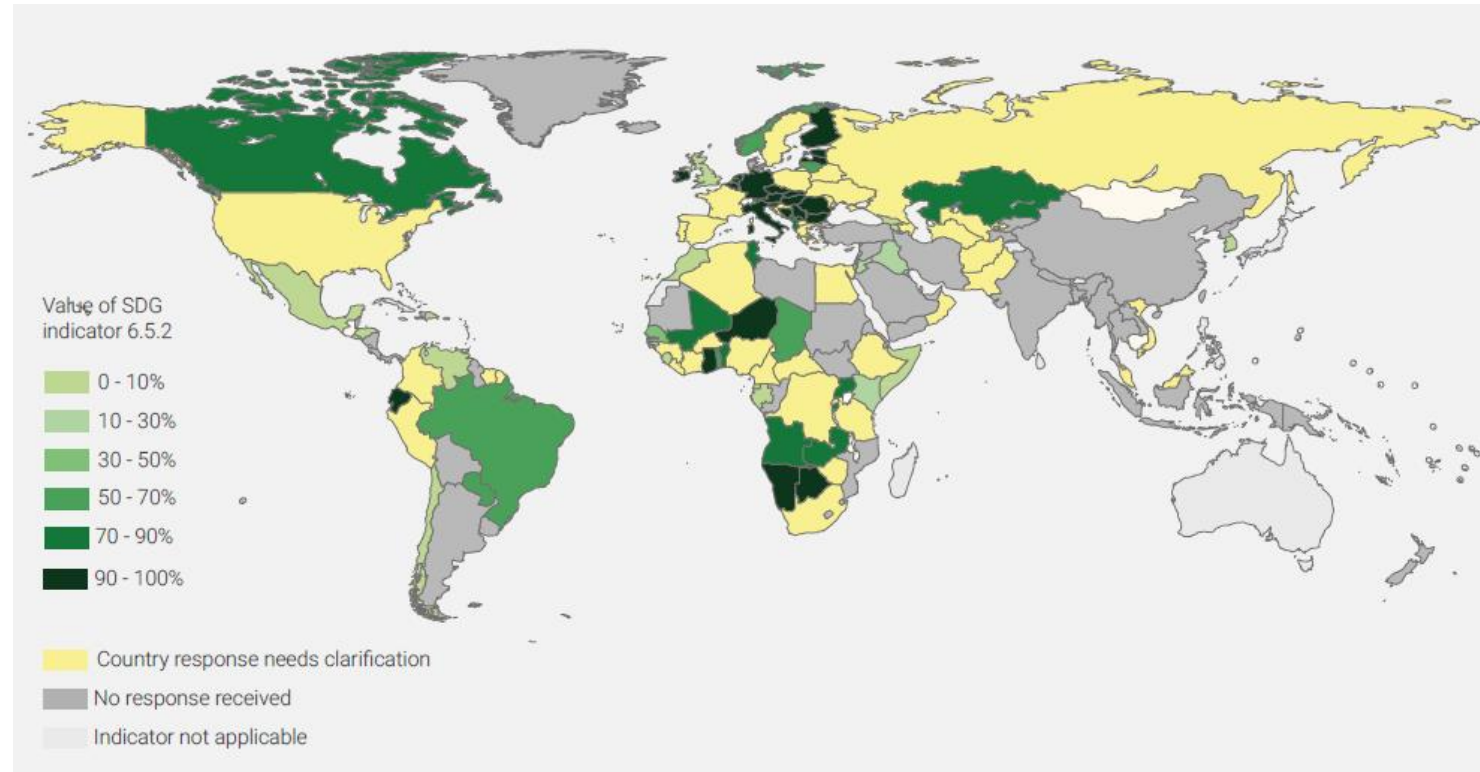 Value of SDG
indicator 6.5.2
0 - 10%
10 - 30%
30 - 50%
50 - 70%
70 - 90%
90 - 100%
Country response needs clarification
No response received
Indicator not applicable